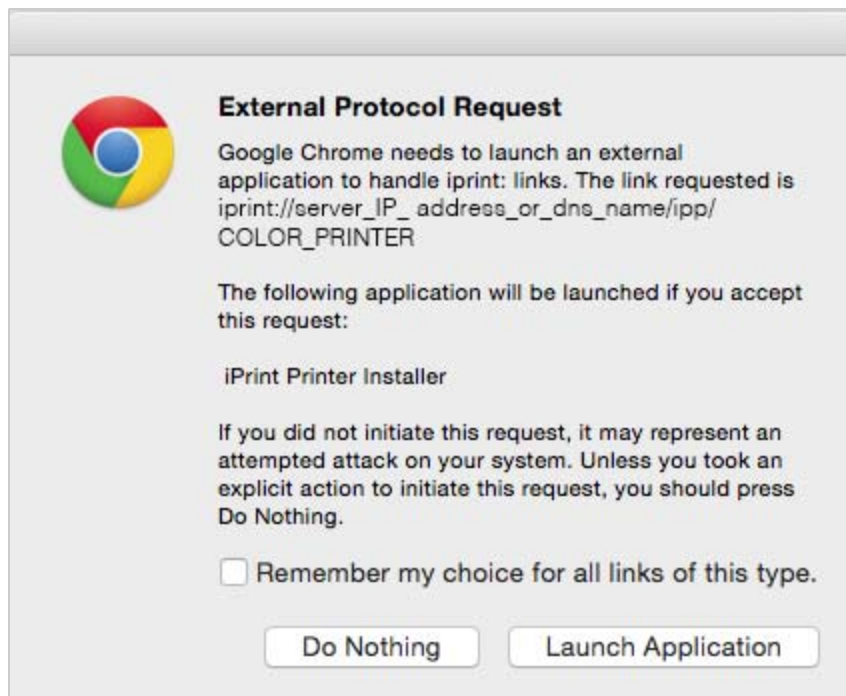 External Protocol Request
Google Chrome needs to launch an external
application to handle iprint: links. The link requested is
iprint://server_IP_ address_or_dns_name/ipp/
COLOR_PRINTER
The following application will be launched if you accept
this request:
iPrint Printer Installer
If you did not initiate this request, it may represent an
attempted attack on your system. Unless you took an
explicit action to initiate this request, you should press
Do Nothing.
Remember my choice for all links of this type.
Do Nothing Launch Application